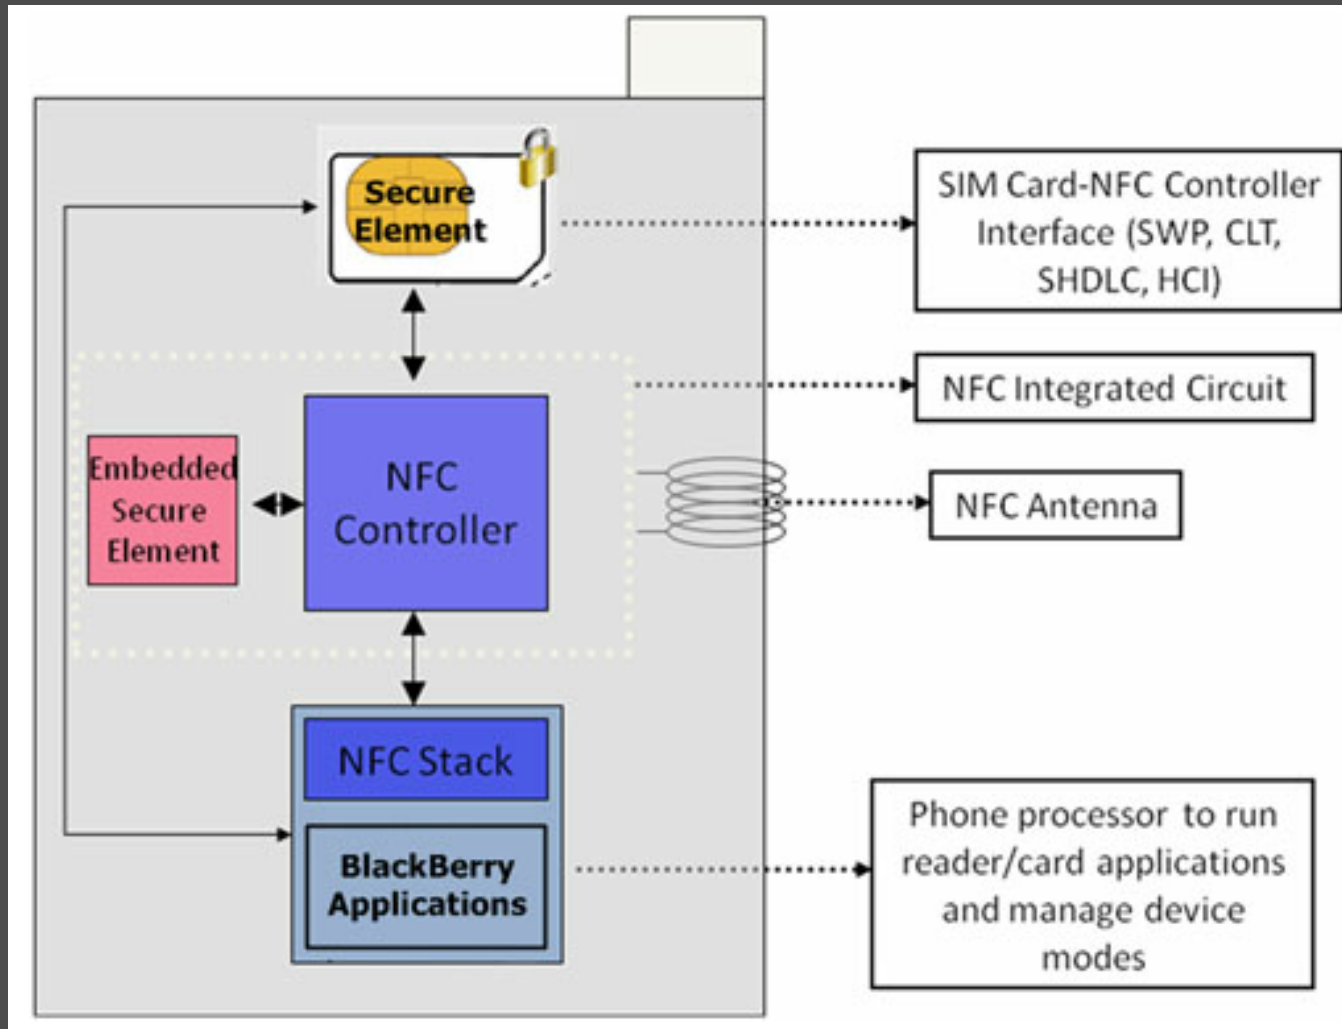 Secure
Element
SIM Card-NFC Controller
Interface (SWP, CLT,
SHDLC, HCI)
NFC Integrated Circuit
Embedded
Secure
Element
NFC
Controller
NFC Antenna
NFC Stack
BlackBerry
Applications
Phone processor to run
reader/card applications
and manage device
modes